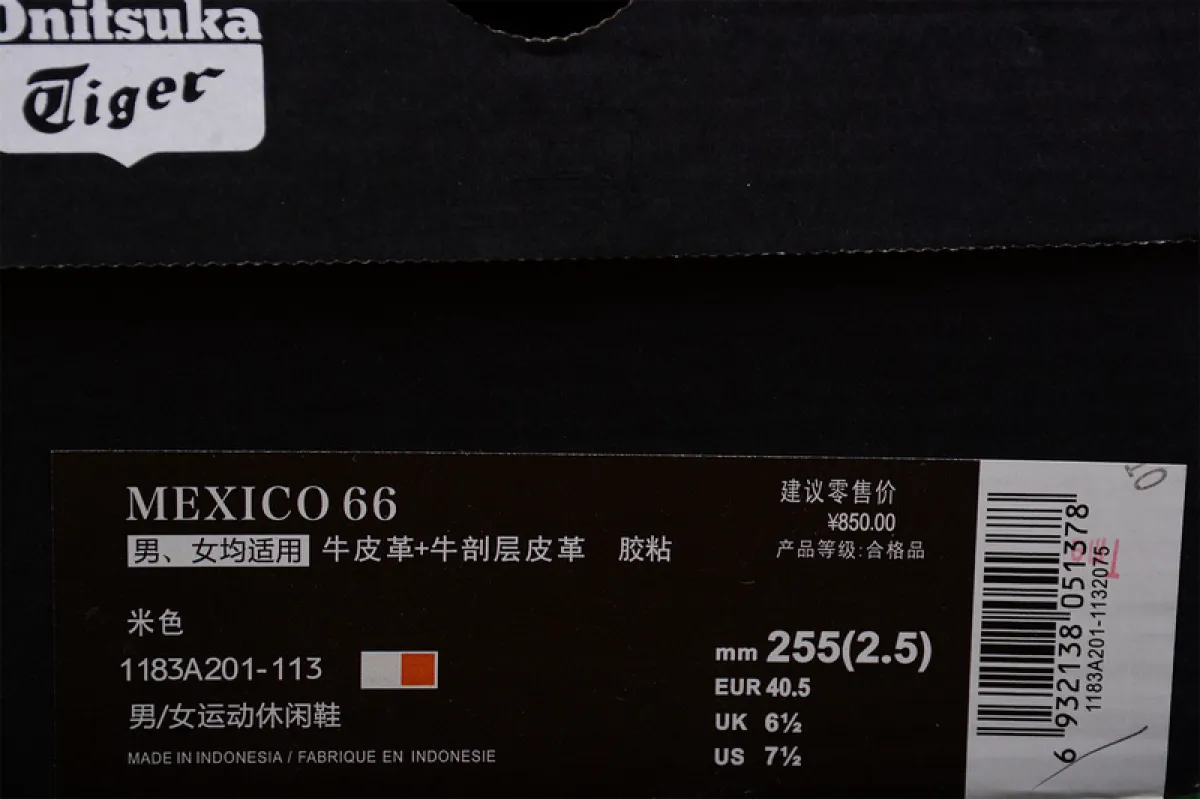 Onitsuka
Tiger
MEXICO 66
男、女均适用 牛皮革+牛剖层皮革 胶粘
建议零售价
¥850.00
产品等级:合格品
米色
1183A201-113
男/女运动休闲鞋
MADE IN INDONESIA / FABRIQUE EN INDONESIE
mm 255(2.5)
EUR 40.5
UK 6½
US 7½
6 932138 051378
1183A201-1132075